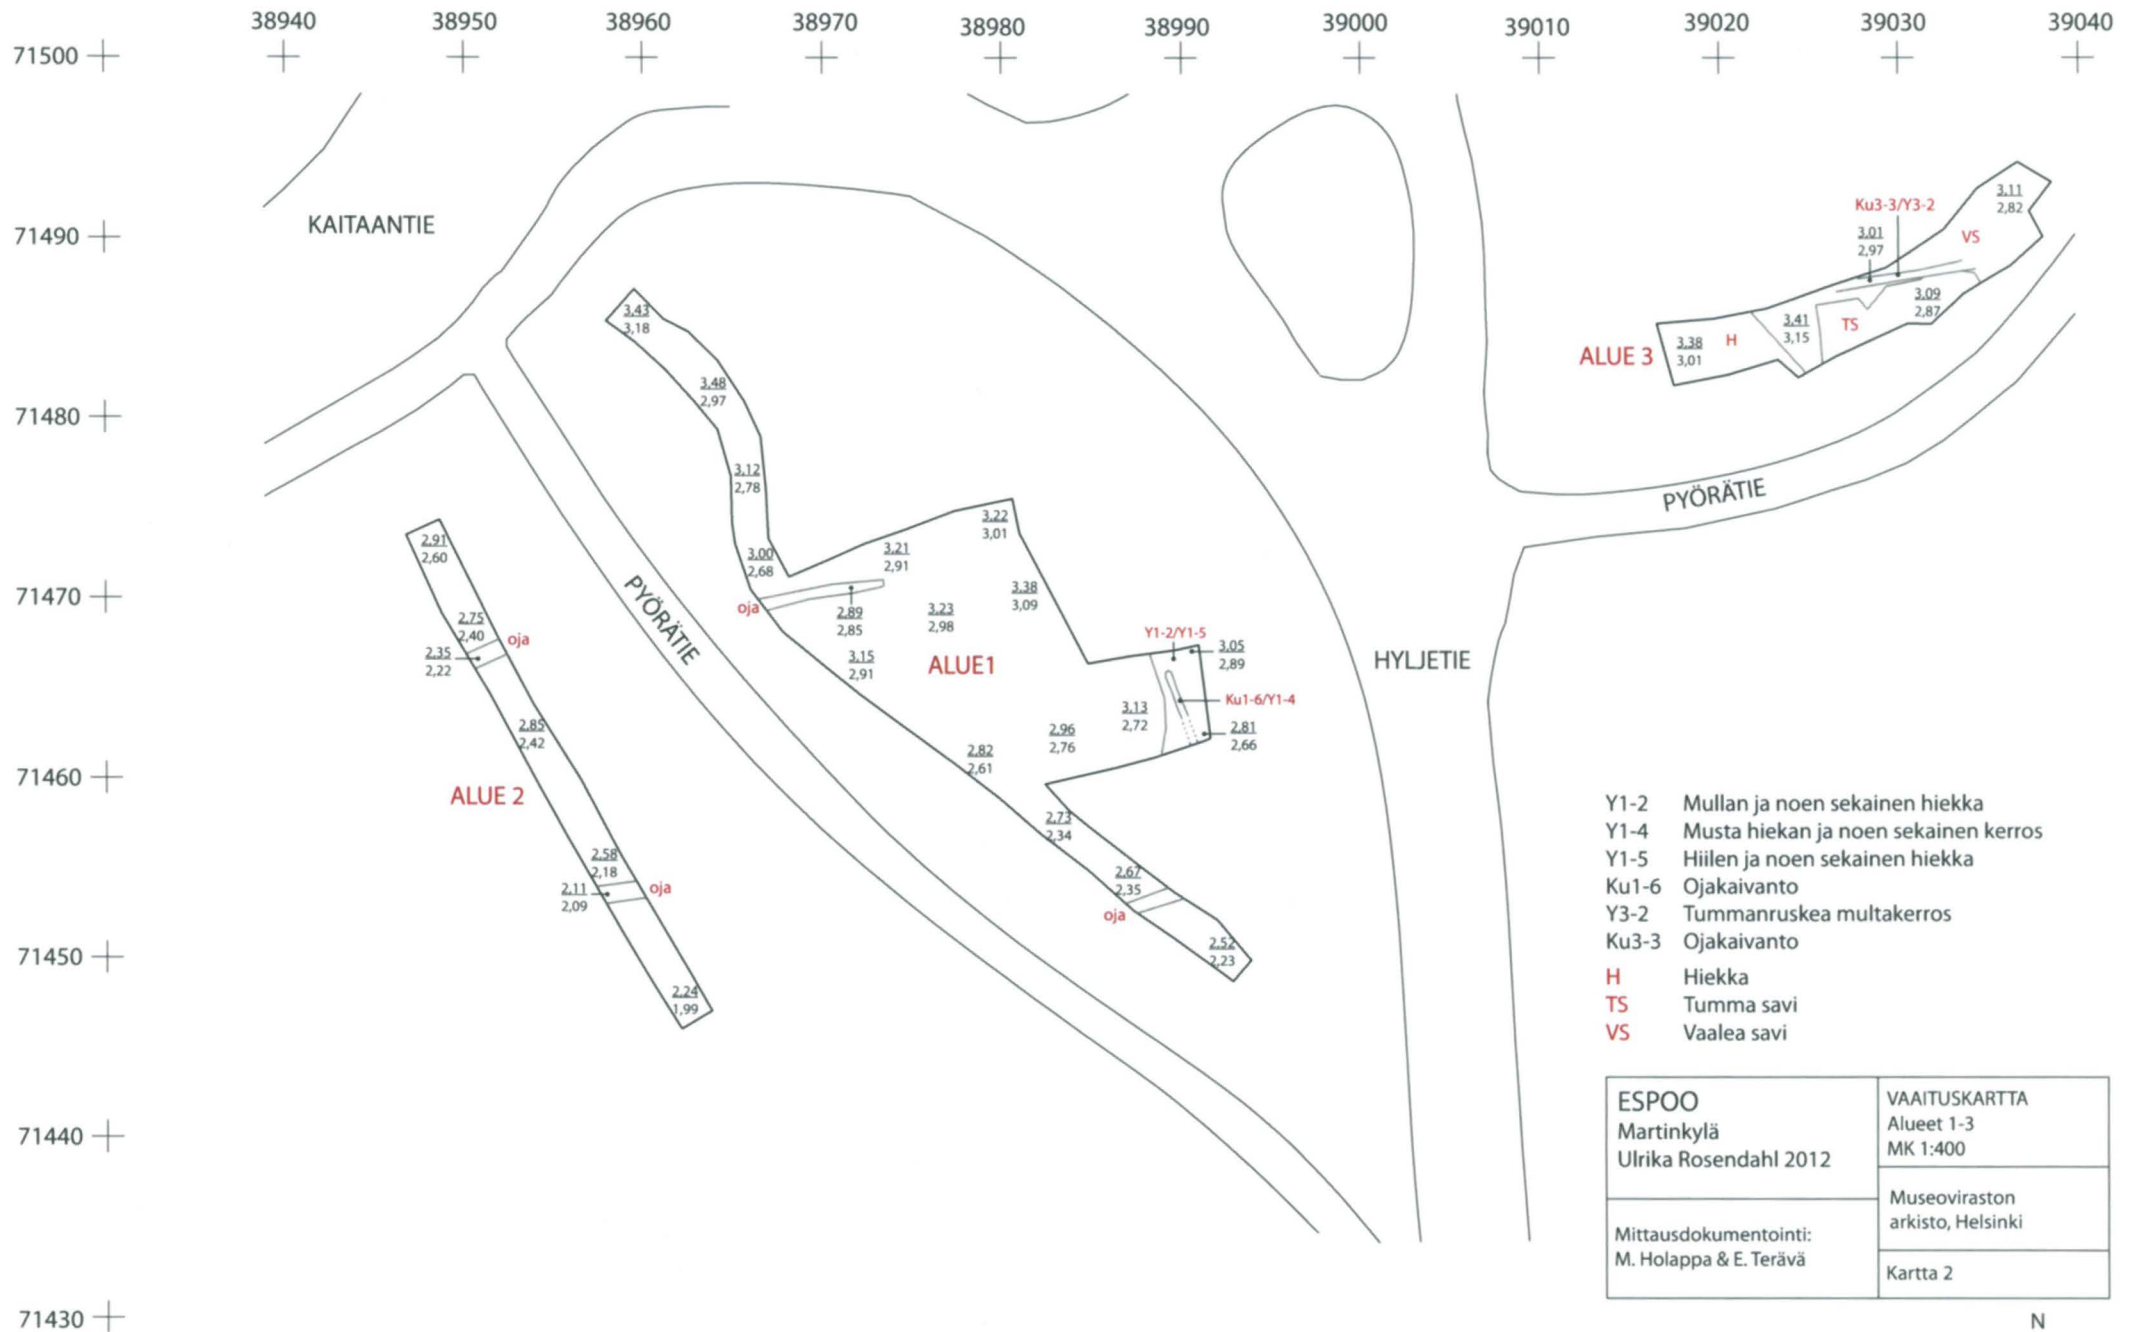 38940 38950 38960 38970 38980 38990 39000 39010 39020 39030 39040
71500
71490
71480
71470
71460
71450
71440
71430
KAITAANTIE
3,43
3,18
3,48
2,97
3,12
2,78
3,00
2,68
oja
3,21
2,91
3,22
3,01
2,89
2,85
3,23
2,98
3,38
3,09
3,15
2,91
ALUE1
Y1-2/Y1-5
3,05
2,89
Ku1-6/Y1-4
3,13
2,72
2,81
2,66
2,96
2,76
2,82
2,61
2,73
2,34
2,67
2,35
oja
2,52
2,23
PYÖRÄTIE
2,91
2,60
2,75
2,40
oja
2,35
2,22
2,85
2,42
ALUE 2
2,58
2,18
2,11
2,09
oja
2,24
1,99
HYLJETIE
Ku3-3/Y3-2
3,11
2,82
3,01
2,97
VS
3,09
2,87
TS
3,41
3,15
H
3,38
3,01
ALUE 3
PYÖRÄTIE
Y1-2 Mullan ja noen sekainen hiekka
Y1-4 Musta hiekan ja noen sekainen kerros
Y1-5 Hiilen ja noen sekainen hiekka
Ku1-6 Ojakaivanto
Y3-2 Tummanruskea multakerros
Ku3-3 Ojakaivanto
H Hiekka
TS Tumma savi
VS Vaalea savi
ESPOO
Martinkylä
Ulrika Rosendahl 2012
Mittausdokumentointi:
M. Holappa & E. Terävä
VAAITUSKARTTA
Alueet 1-3
MK 1:400
Museoviraston
arkisto, Helsinki
Kartta 2
N